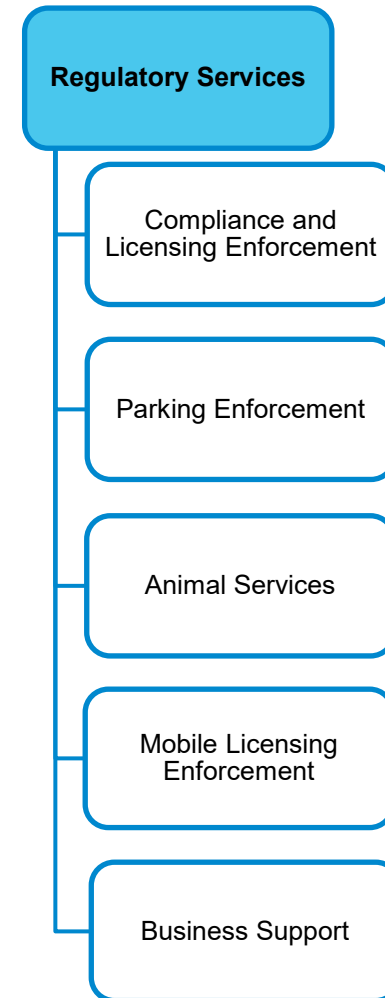 Regulatory Services
Compliance and
Licensing Enforcement
Parking Enforcement
Animal Services
Mobile Licensing
Enforcement
Business Support